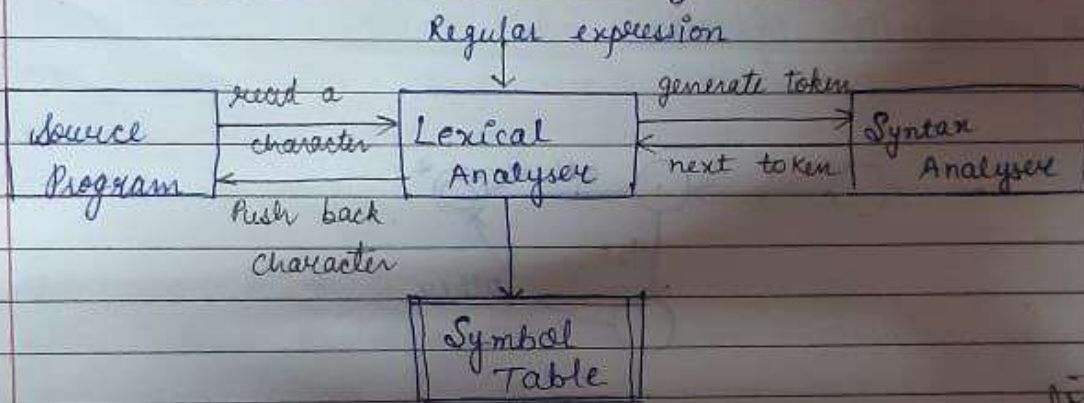 Regular expression
read a
generate token
Source
Lexical
Syntax
character
Program
Analyser
next token
Analyser
Push back
character
Symbol
Table